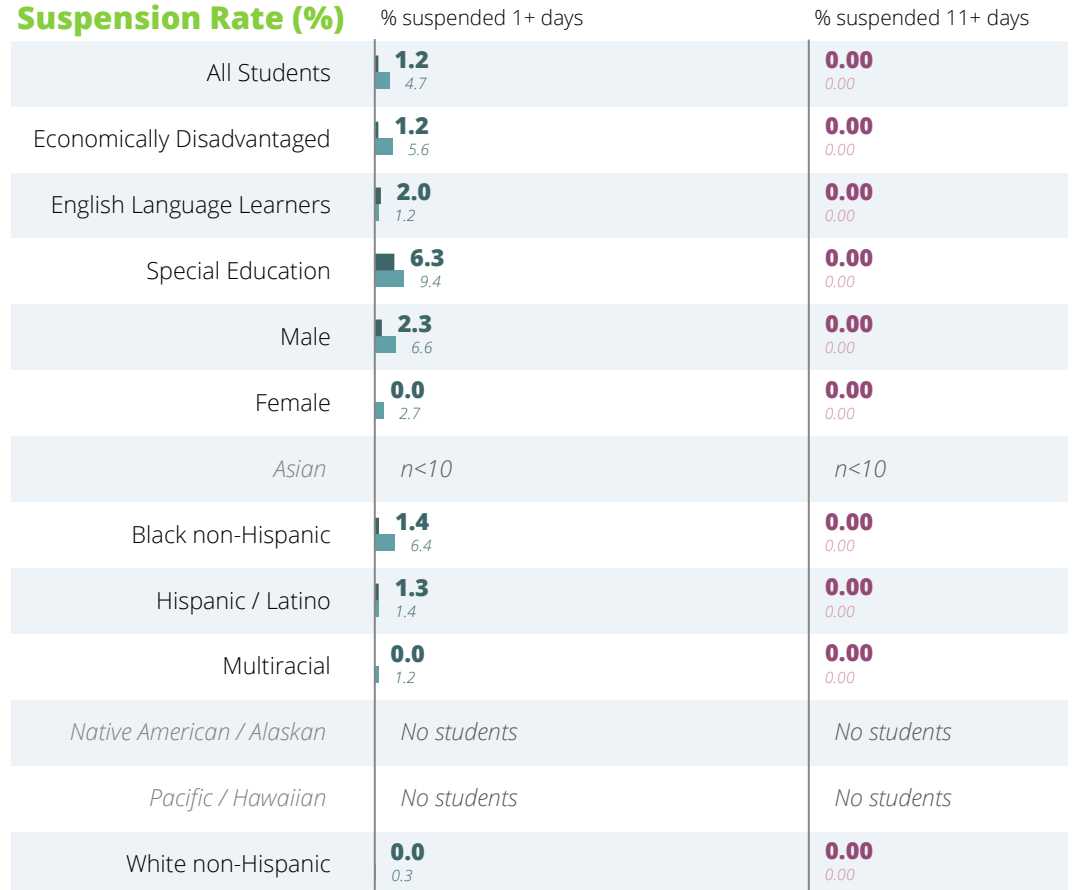 Suspension Rate (%) % suspended 1+ days % suspended 11+ days
All Students 1.2 0.00
4.7 0.00
Economically Disadvantaged 1.2 0.00
5.6 0.00
English Language Learners 2.0 0.00
1.2 0.00
Special Education 6.3 0.00
9.4 0.00
Male 2.3 0.00
6.6 0.00
Female 0.0 0.00
2.7 0.00
Asian n<10 n<10
Black non-Hispanic 1.4 0.00
6.4 0.00
Hispanic / Latino 1.3 0.00
1.4 0.00
Multiracial 0.0 0.00
1.2 0.00
Native American / Alaskan No students No students
Pacific / Hawaiian No students No students
White non-Hispanic 0.0 0.00
0.3 0.00